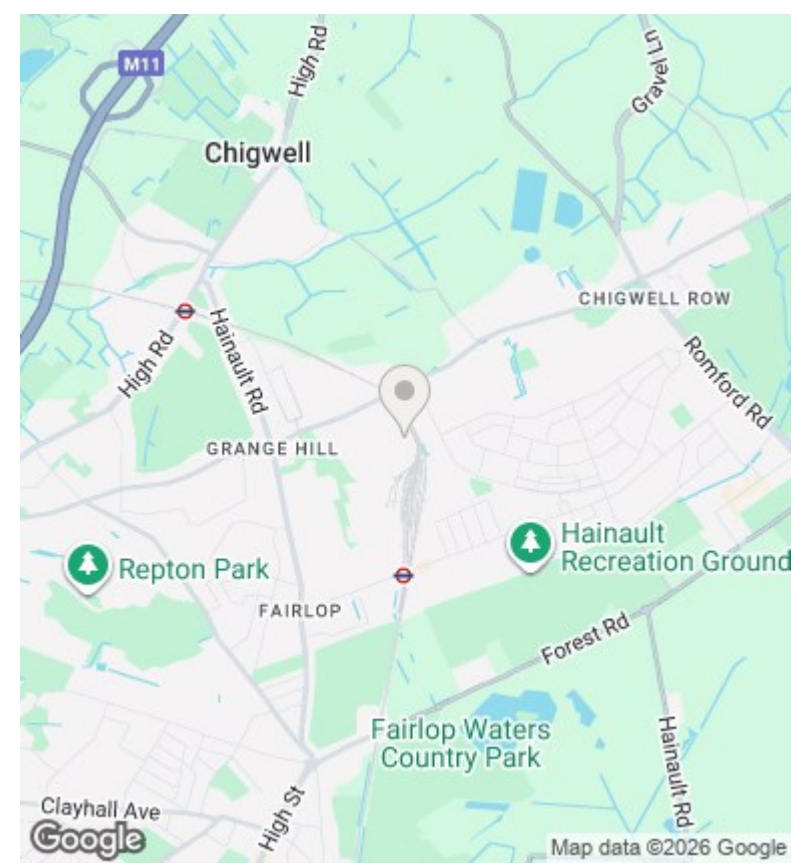 M11
High Rd
Gravel Ln
Chigwell
CHIGWELL ROW
High Rd
Hainault Rd
Romford Rd
GRANGE HILL
Hainault
Recreation Ground
Repton Park
FAIRLOP
Forest Rd
Fairlop Waters
Country Park
Hainault Rd
Clayhall Ave
High St
Google
Map data ©2026 Google